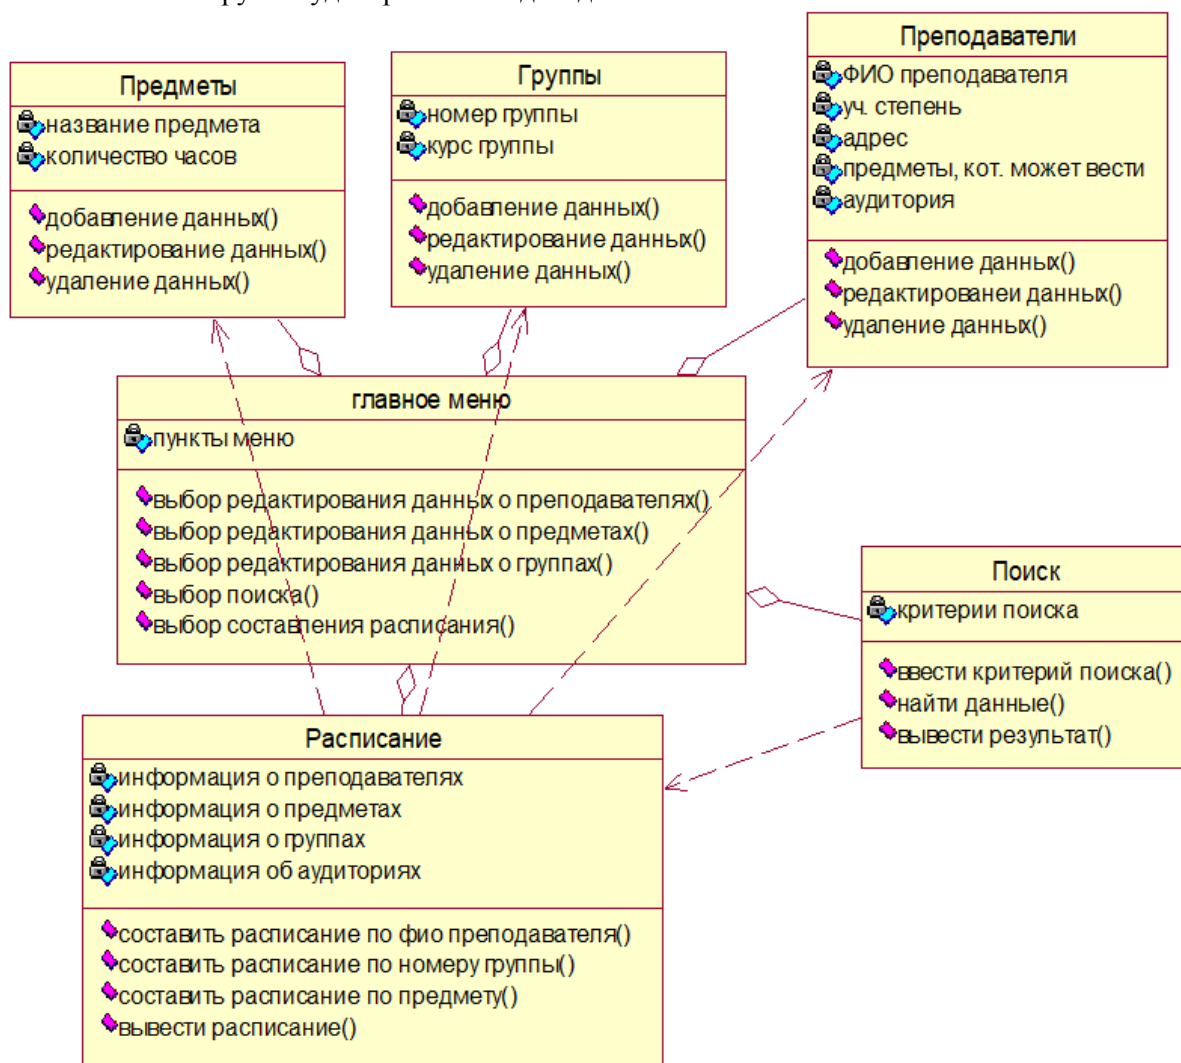 Предметы
название предмета
количество часов
добавление данных()
редактирование данных()
удаление данных()
Группы
номер группы
курс группы
добавление данных()
редактирование данных()
удаление данных()
Преподаватели
ФИО преподавателя
уч. степень
адрес
предметы, кот. может вести
аудитория
добавление данных()
редактированеи данных()
удаление данных()
главное меню
пункты меню
выбор редактирования данных о преподавателях()
выбор редактирования данных о предметах()
выбор редактирования данных о группах()
выбор поиска()
выбор составления расписания()
Поиск
критерии поиска
ввести критерий поиска()
найти данные()
вывести результат()
Расписание
информация о преподавателях
информация о предметах
информация о группах
информация об аудиториях
составить расписание по фио преподавателя()
составить расписание по номеру группы()
составить расписание по предмету()
вывести расписание()